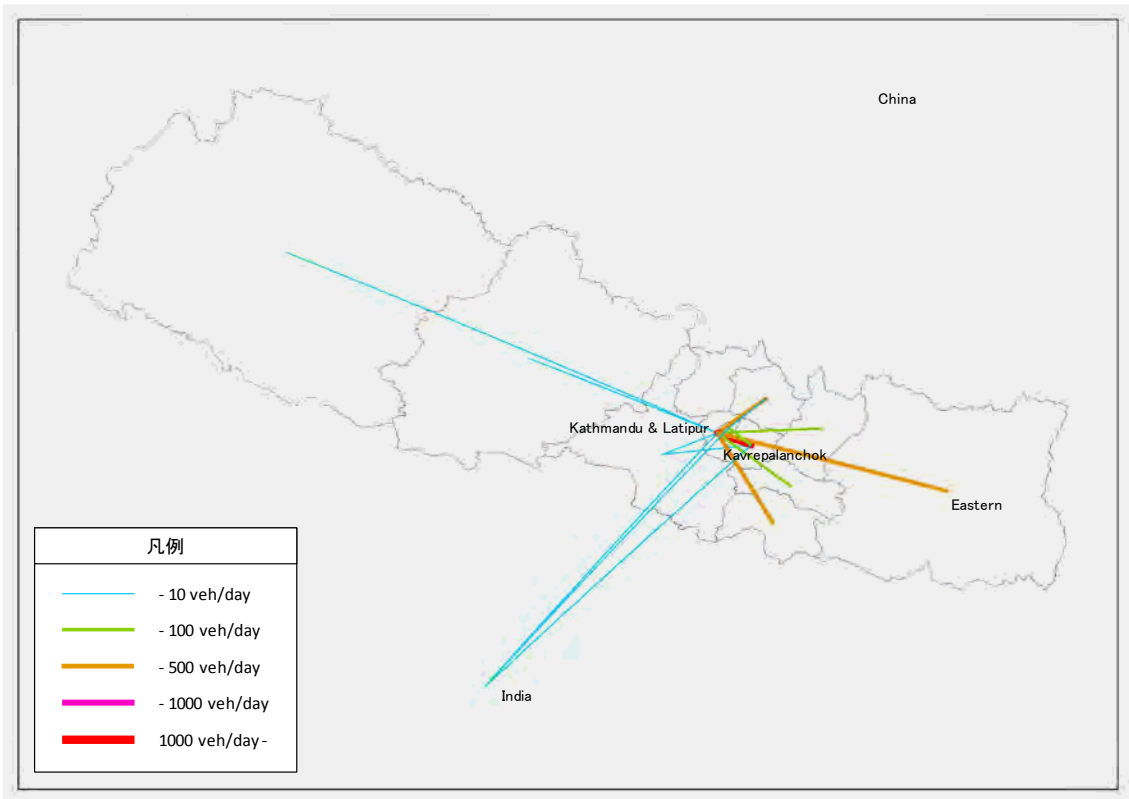 China
Kathmandu & Latipur
Kavrepalanchok
Eastern
India
凡例
- 10 veh/day
- 100 veh/day
- 500 veh/day
- 1000 veh/day
1000 veh/day -